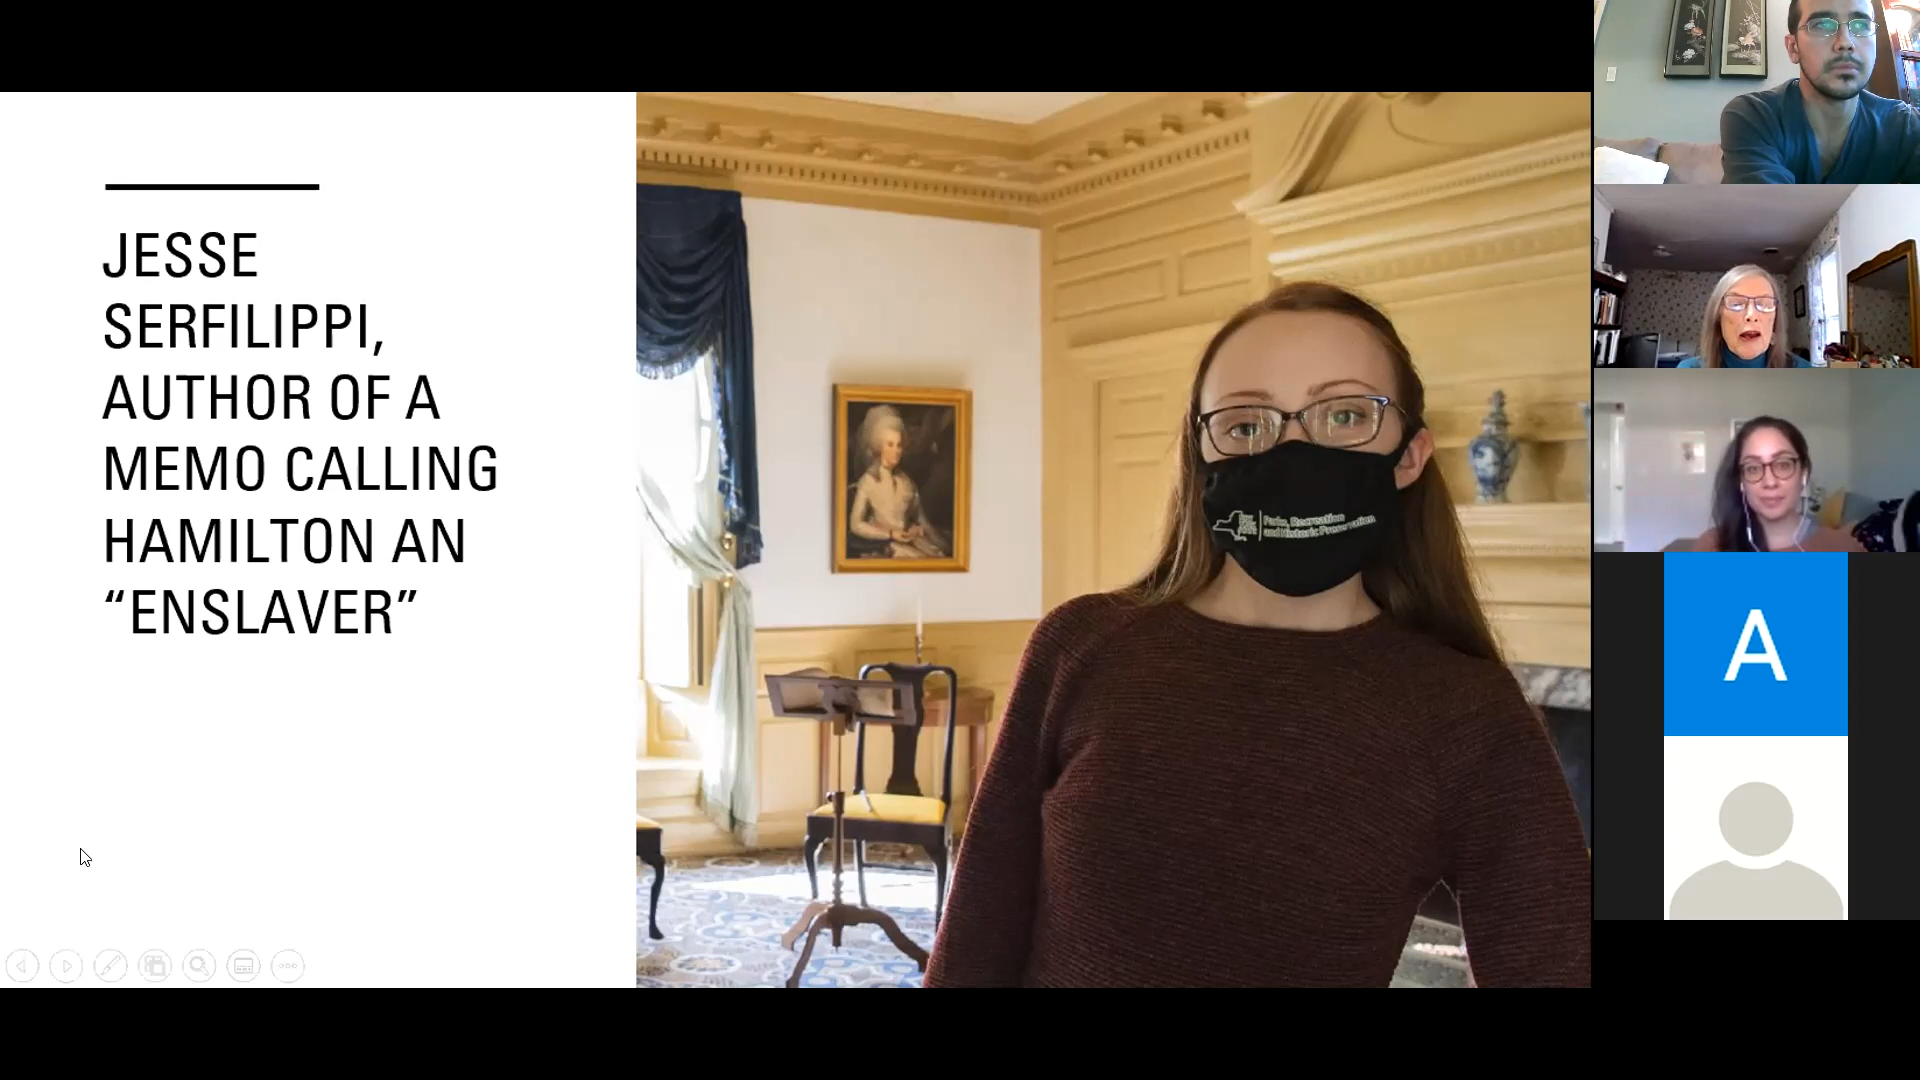 JESSE
SERFILIPPI,
AUTHOR OF A
MEMO CALLING
HAMILTON AN
“ENSLAVER”
Parks, Recreation
and Historic Preservation
A